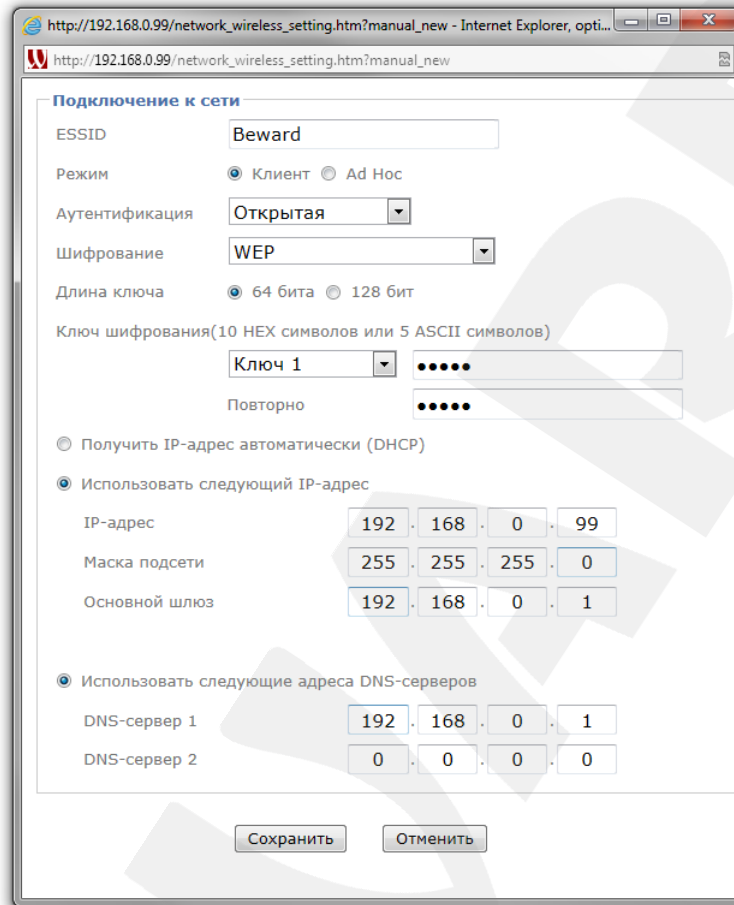 http://192.168.0.99/network_wireless_setting.htm?manual_new - Internet Explorer, opti...
http://192.168.0.99/network_wireless_setting.htm?manual_new
Подключение к сети
ESSID Beward
Режим Клиент Ad Hoc
Аутентификация Открытая
Шифрование WEP
Длина ключа 64 бита 128 бит
Ключ шифрования(10 HEX символов или 5 ASCII символов)
Ключ 1 •••••
Повторно •••••
Получить IP-адрес автоматически (DHCP)
Использовать следующий IP-адрес
IP-адрес 192 . 168 . 0 . 99
Маска подсети 255 . 255 . 255 . 0
Основной шлюз 192 . 168 . 0 . 1
Использовать следующие адреса DNS-серверов
DNS-сервер 1 192 . 168 . 0 . 1
DNS-сервер 2 0 . 0 . 0 . 0
Сохранить Отменить